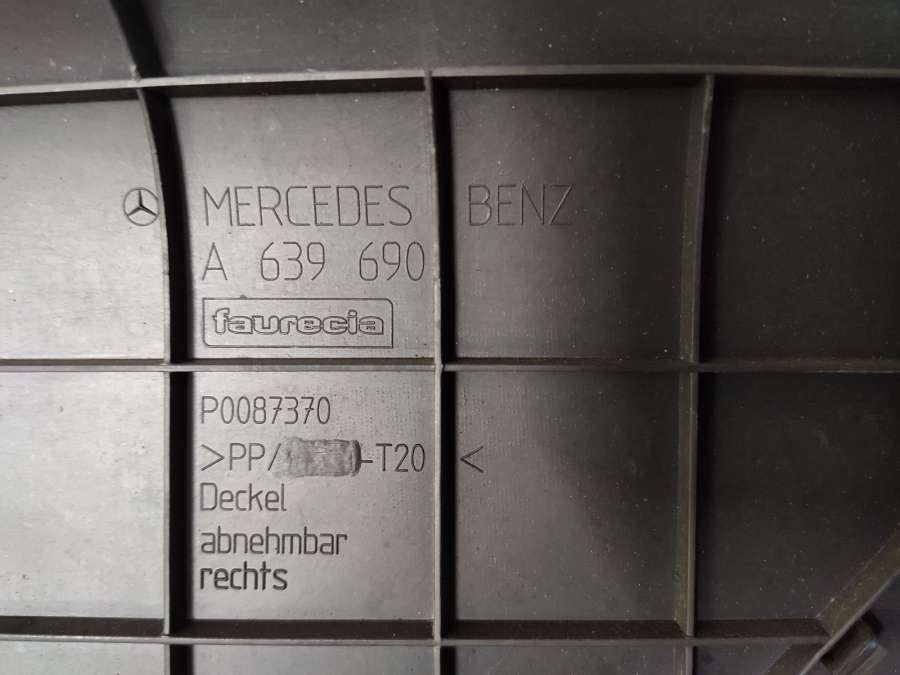 MERCEDES BENZ
A 639 690
faurecia
P0087370
>PP/ -T20 <
Deckel
abnehmbar
rechts